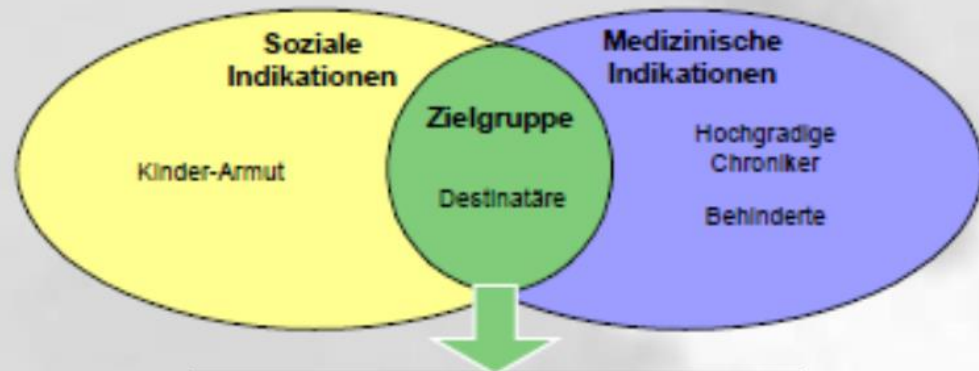 Soziale
Indikationen
Kinder-Armut
Zielgruppe
Destinatäre
Medizinische
Indikationen
Hochgradige
Chroniker
Behinderte